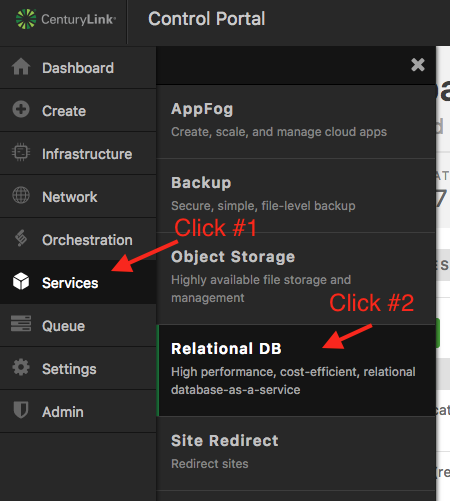 CenturyLink
Control Portal
Dashboard
Create
Infrastructure
Network
Orchestration
Services
Queue
Settings
Admin
AppFog
Create, scale, and manage cloud apps
Backup
Secure, simple, file-level backup
Click #1
Object Storage
Highly available file storage and
management
Click #2
Relational DB
High performance, cost-efficient, relational
database-as-a-service
Site Redirect
Redirect sites